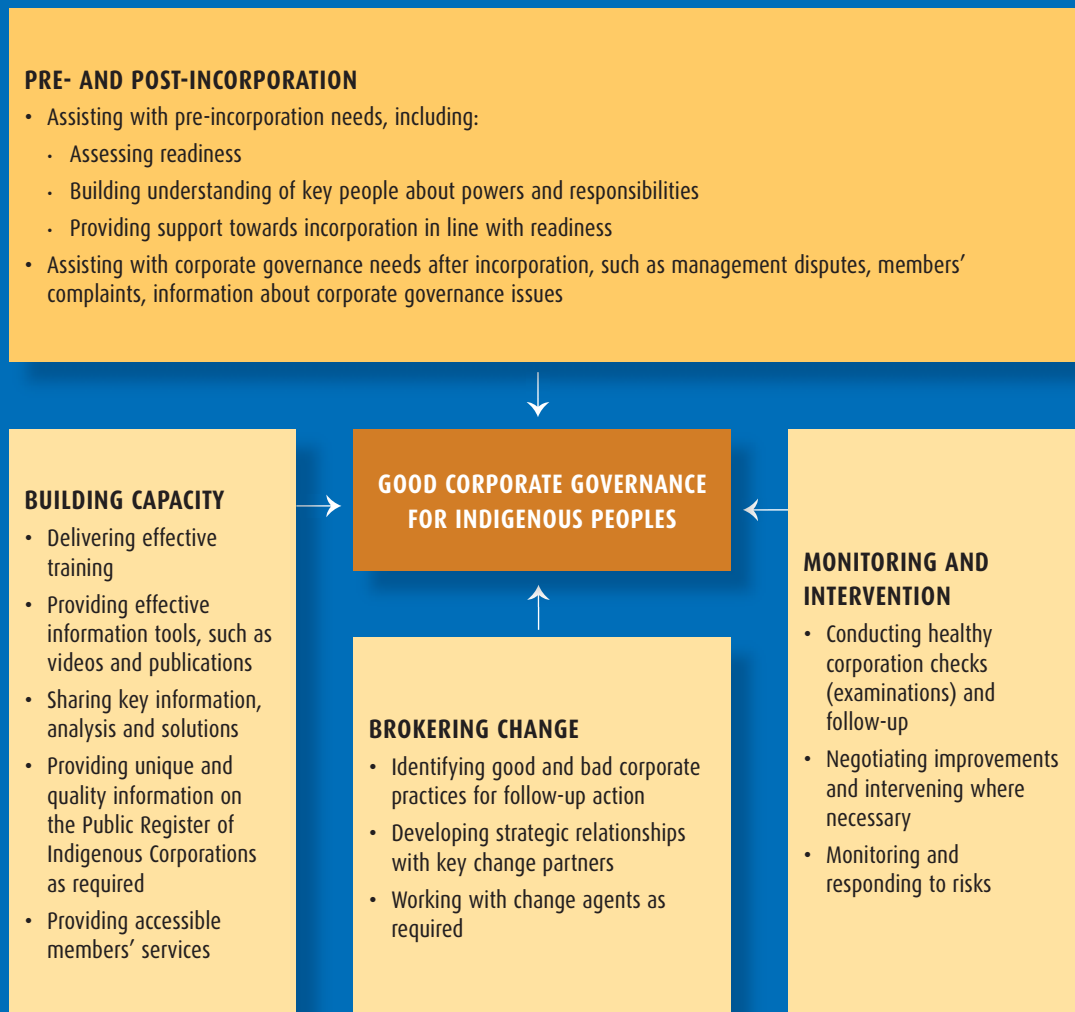 PRE- AND POST-INCORPORATION
• Assisting with pre-incorporation needs, including:
• Assessing readiness
• Building understanding of key people about powers and responsibilities
• Providing support towards incorporation in line with readiness
• Assisting with corporate governance needs after incorporation, such as management disputes, members’
complaints, information about corporate governance issues
BUILDING CAPACITY
• Delivering effective
training
• Providing effective
information tools, such as
videos and publications
• Sharing key information,
analysis and solutions
• Providing unique and
quality information on
the Public Register of
Indigenous Corporations
as required
• Providing accessible
members’ services
GOOD CORPORATE GOVERNANCE
FOR INDIGENOUS PEOPLES
BROKERING CHANGE
• Identifying good and bad corporate
practices for follow-up action
• Developing strategic relationships
with key change partners
• Working with change agents as
required
MONITORING AND
INTERVENTION
• Conducting healthy
corporation checks
(examinations) and
follow-up
• Negotiating improvements
and intervening where
necessary
• Monitoring and
responding to risks